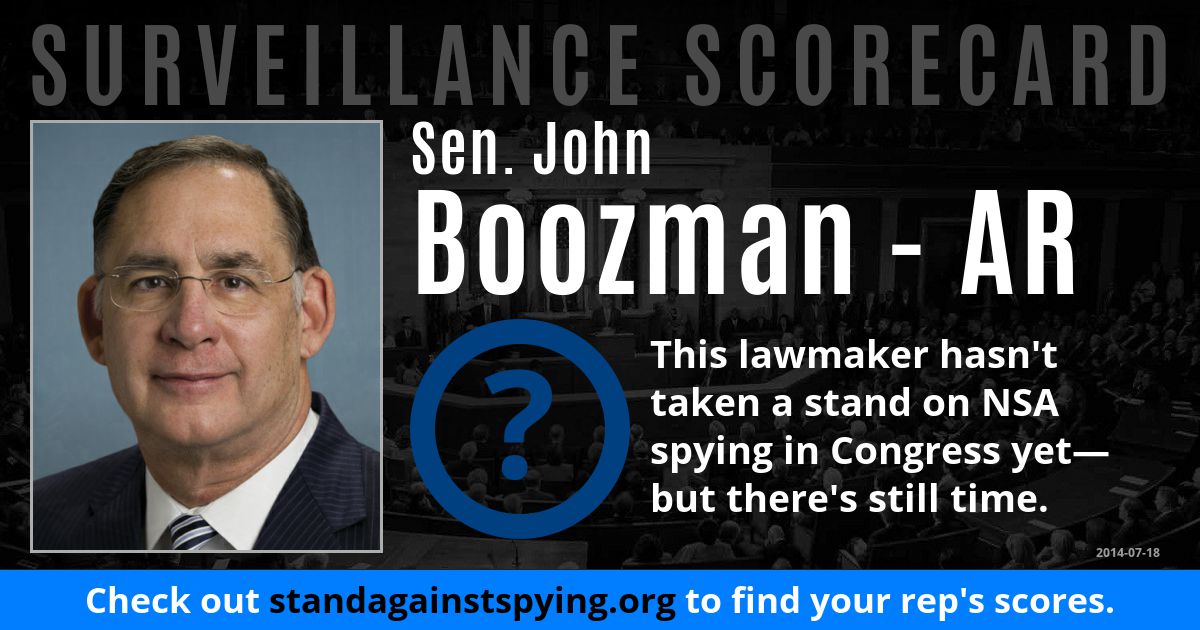 SURVEILLANCE SCORECARD
Sen. John
Boozman - AR
?
This lawmaker hasn't
taken a stand on NSA
spying in Congress yet—
but there's still time.
2014-07-18
Check out standagainstspying.org to find your rep's scores.